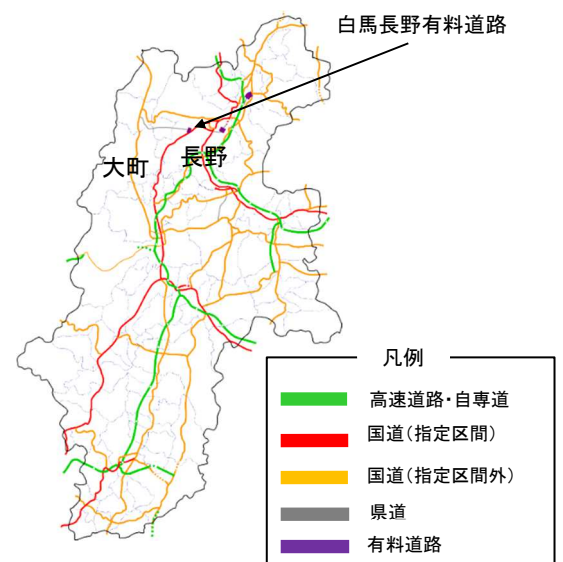 白馬長野有料道路
大町
長野
凡例
高速道路・自専道
国道(指定区間)
国道(指定区間外)
県道
有料道路